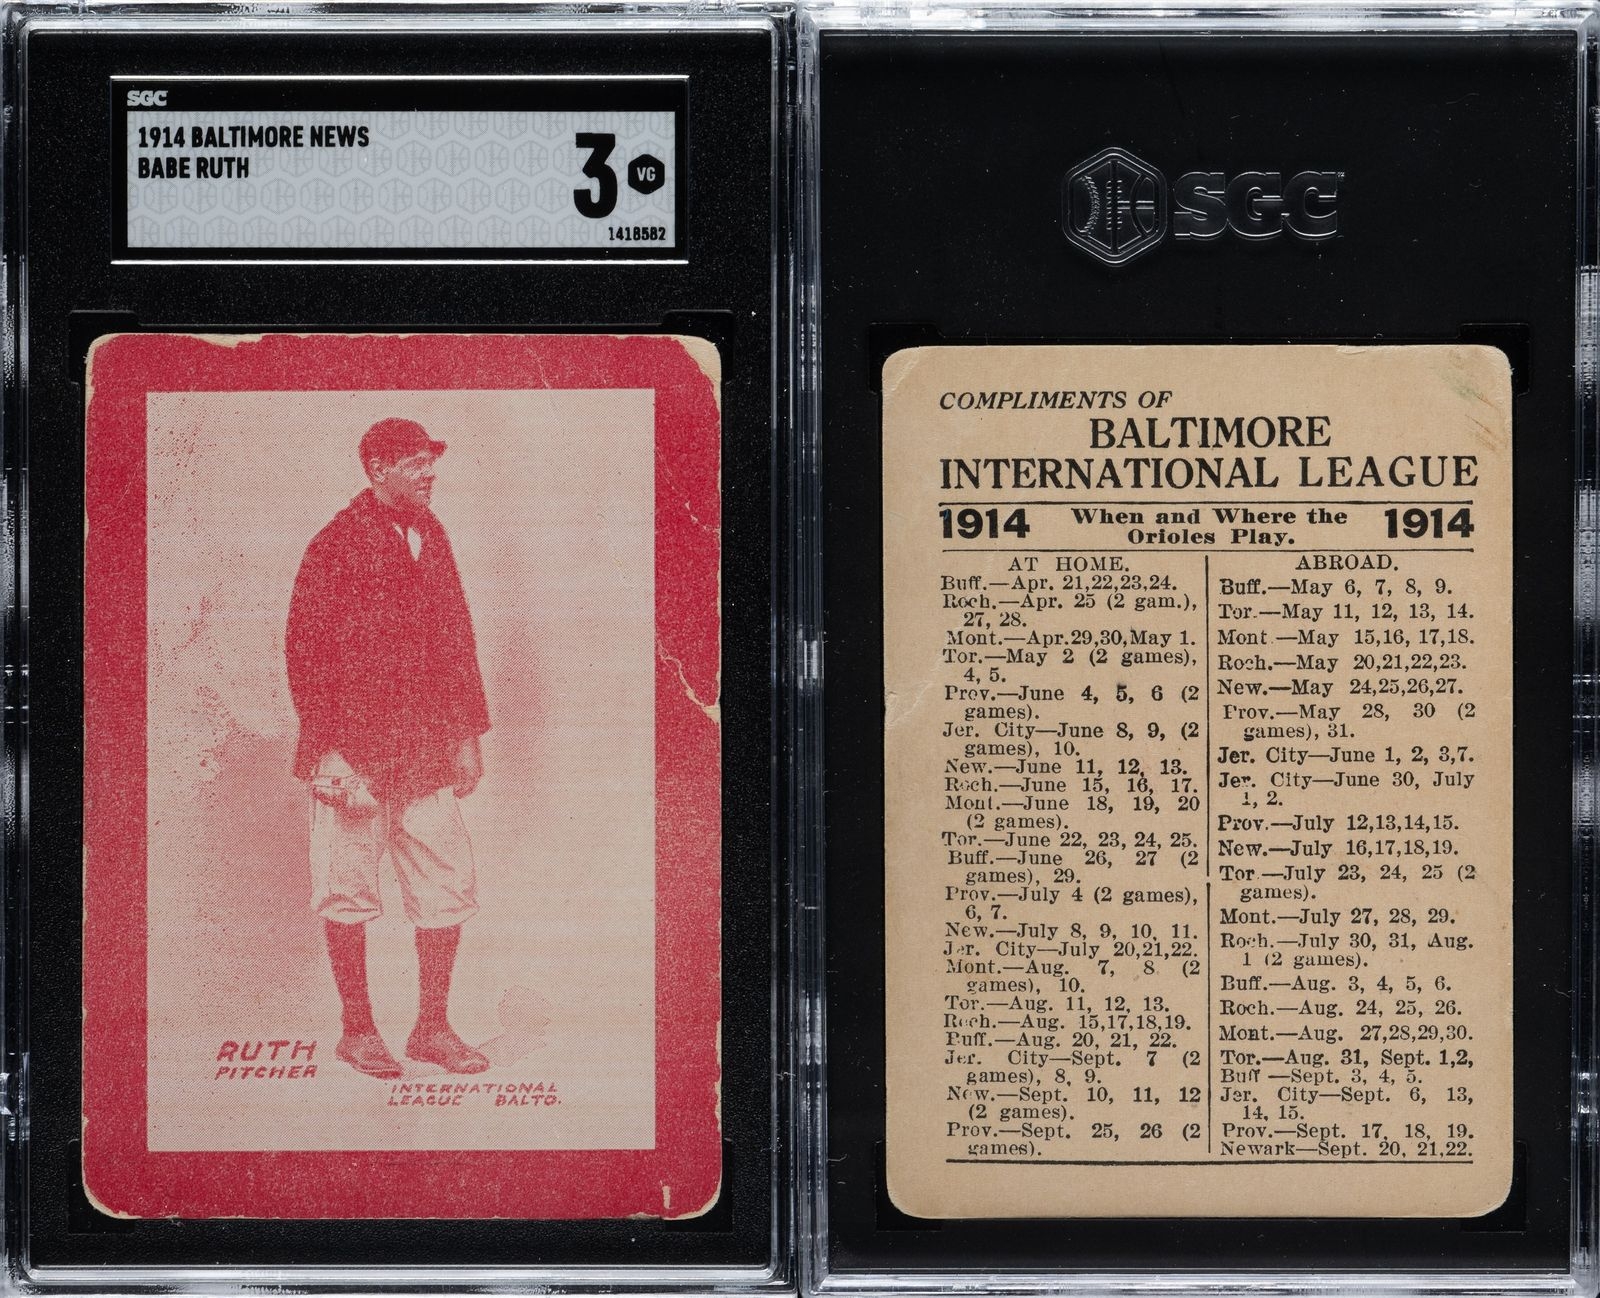 SGC
1914 BALTIMORE NEWS
BABE RUTH
3
VG
1418582
RUTH
PITCHER
INTERNATIONAL
LEAGUE BALTO.
SGC
COMPLIMENTS OF
BALTIMORE
INTERNATIONAL LEAGUE
1914 When and Where the Orioles Play. 1914
AT HOME.
Buff.—Apr. 21,22,23,24.
Roch.—Apr. 25 (2 gam.),
27, 28.
Mont.—Apr.29,30,May 1.
Tor.—May 2 (2 games),
4, 5.
Prov.—June 4, 5, 6 (2
games).
Jer. City—June 8, 9, (2
games), 10.
New.—June 11, 12, 13.
Roch.—June 15, 16, 17.
Mont.—June 18, 19, 20
(2 games).
Tor.—June 22, 23, 24, 25.
Buff.—June 26, 27 (2
games), 29.
Prov.—July 4 (2 games),
6, 7.
New.—July 8, 9, 10, 11.
Jer. City—July 20,21,22.
Mont.—Aug. 7, 8 (2
games), 10.
Tor.—Aug. 11, 12, 13.
Roch.—Aug. 15,17,18,19.
Buff.—Aug. 20, 21, 22.
Jer. City—Sept. 7 (2
games), 8, 9.
New.—Sept. 10, 11, 12
(2 games).
Prov.—Sept. 25, 26 (2
games).
ABROAD.
Buff.—May 6, 7, 8, 9.
Tor.—May 11, 12, 13, 14.
Mont.—May 15,16, 17,18.
Roch.—May 20,21,22,23.
New.—May 24,25,26,27.
Prov.—May 28, 30 (2
games), 31.
Jer. City—June 1, 2, 3,7.
Jer. City—June 30, July
1, 2.
Prov.—July 12,13,14,15.
New.—July 16,17,18,19.
Tor.—July 23, 24, 25 (2
games).
Mont.—July 27, 28, 29.
Roch.—July 30, 31, Aug.
1 (2 games).
Buff.—Aug. 3, 4, 5, 6.
Roch.—Aug. 24, 25, 26.
Mont.—Aug. 27,28,29,30.
Tor.—Aug. 31, Sept. 1,2,
Buff—Sept. 3, 4, 5.
Jer. City—Sept. 6, 13,
14, 15.
Prov.—Sept. 17, 18, 19.
Newark—Sept. 20, 21,22.